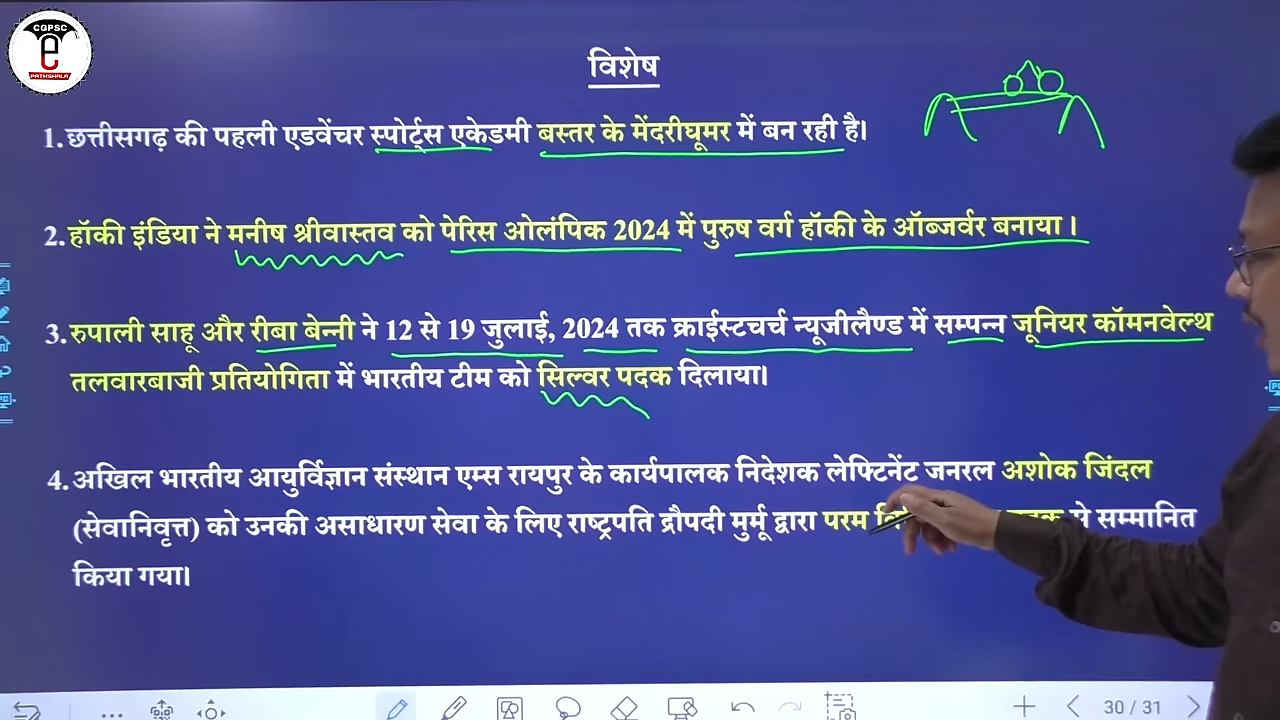 CGPSC
e
PATHSHALA
विशेष
1. छत्तीसगढ़ की पहली एडवेंचर स्पोर्ट्स एकेडमी बस्तर के मेंदरीघूमर में बन रही है।
2. हॉकी इंडिया ने मनीष श्रीवास्तव को पेरिस ओलंपिक 2024 में पुरुष वर्ग हॉकी के ऑब्जर्वर बनाया ।
3. रुपाली साहू और रीबा बेन्नी ने 12 से 19 जुलाई, 2024 तक क्राईस्टचर्च न्यूजीलैण्ड में सम्पन्न जूनियर कॉमनवेल्थ
तलवारबाजी प्रतियोगिता में भारतीय टीम को सिल्वर पदक दिलाया।
4. अखिल भारतीय आयुर्विज्ञान संस्थान एम्स रायपुर के कार्यपालक निदेशक लेफ्टिनेंट जनरल अशोक जिंदल
(सेवानिवृत्त) को उनकी असाधारण सेवा के लिए राष्ट्रपति द्रौपदी मुर्मू द्वारा परम से सम्मानित
किया गया।
30 / 31